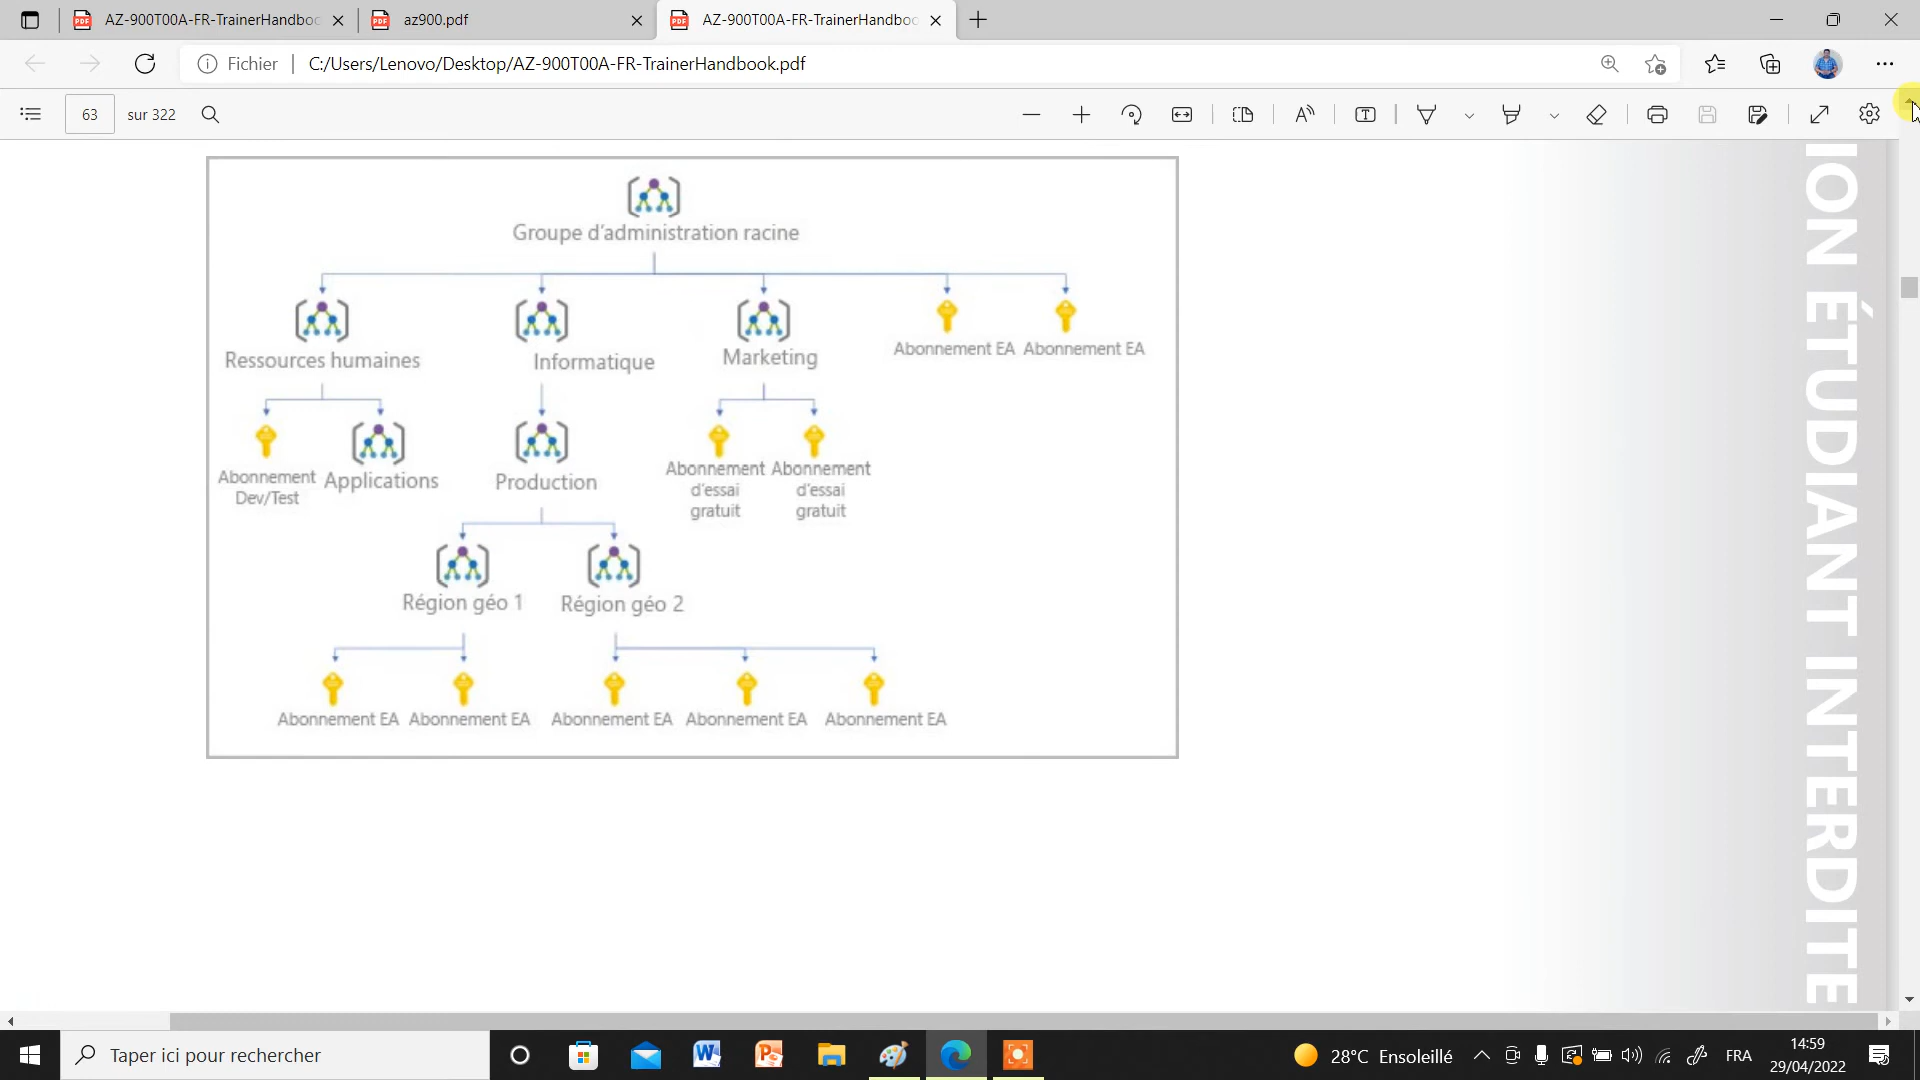 AZ-900T00A-FR-TrainerHandboo
az900.pdf
AZ-900T00A-FR-TrainerHandboo
Fichier
C:/Users/Lenovo/Desktop/AZ-900T00A-FR-TrainerHandbook.pdf
63
sur 322
Groupe d'administration racine
Ressources humaines
Informatique
Marketing
Abonnement EA
Abonnement EA
Abonnement
Dev/Test
Applications
Production
Abonnement
d'essai
gratuit
Abonnement
d'essai
gratuit
Région géo 1
Région géo 2
Abonnement EA
Abonnement EA
Abonnement EA
Abonnement EA
Abonnement EA
ION ÉTUDIANT INTERDITE
Taper ici pour rechercher
28°C Ensoleillé
FRA
14:59
29/04/2022